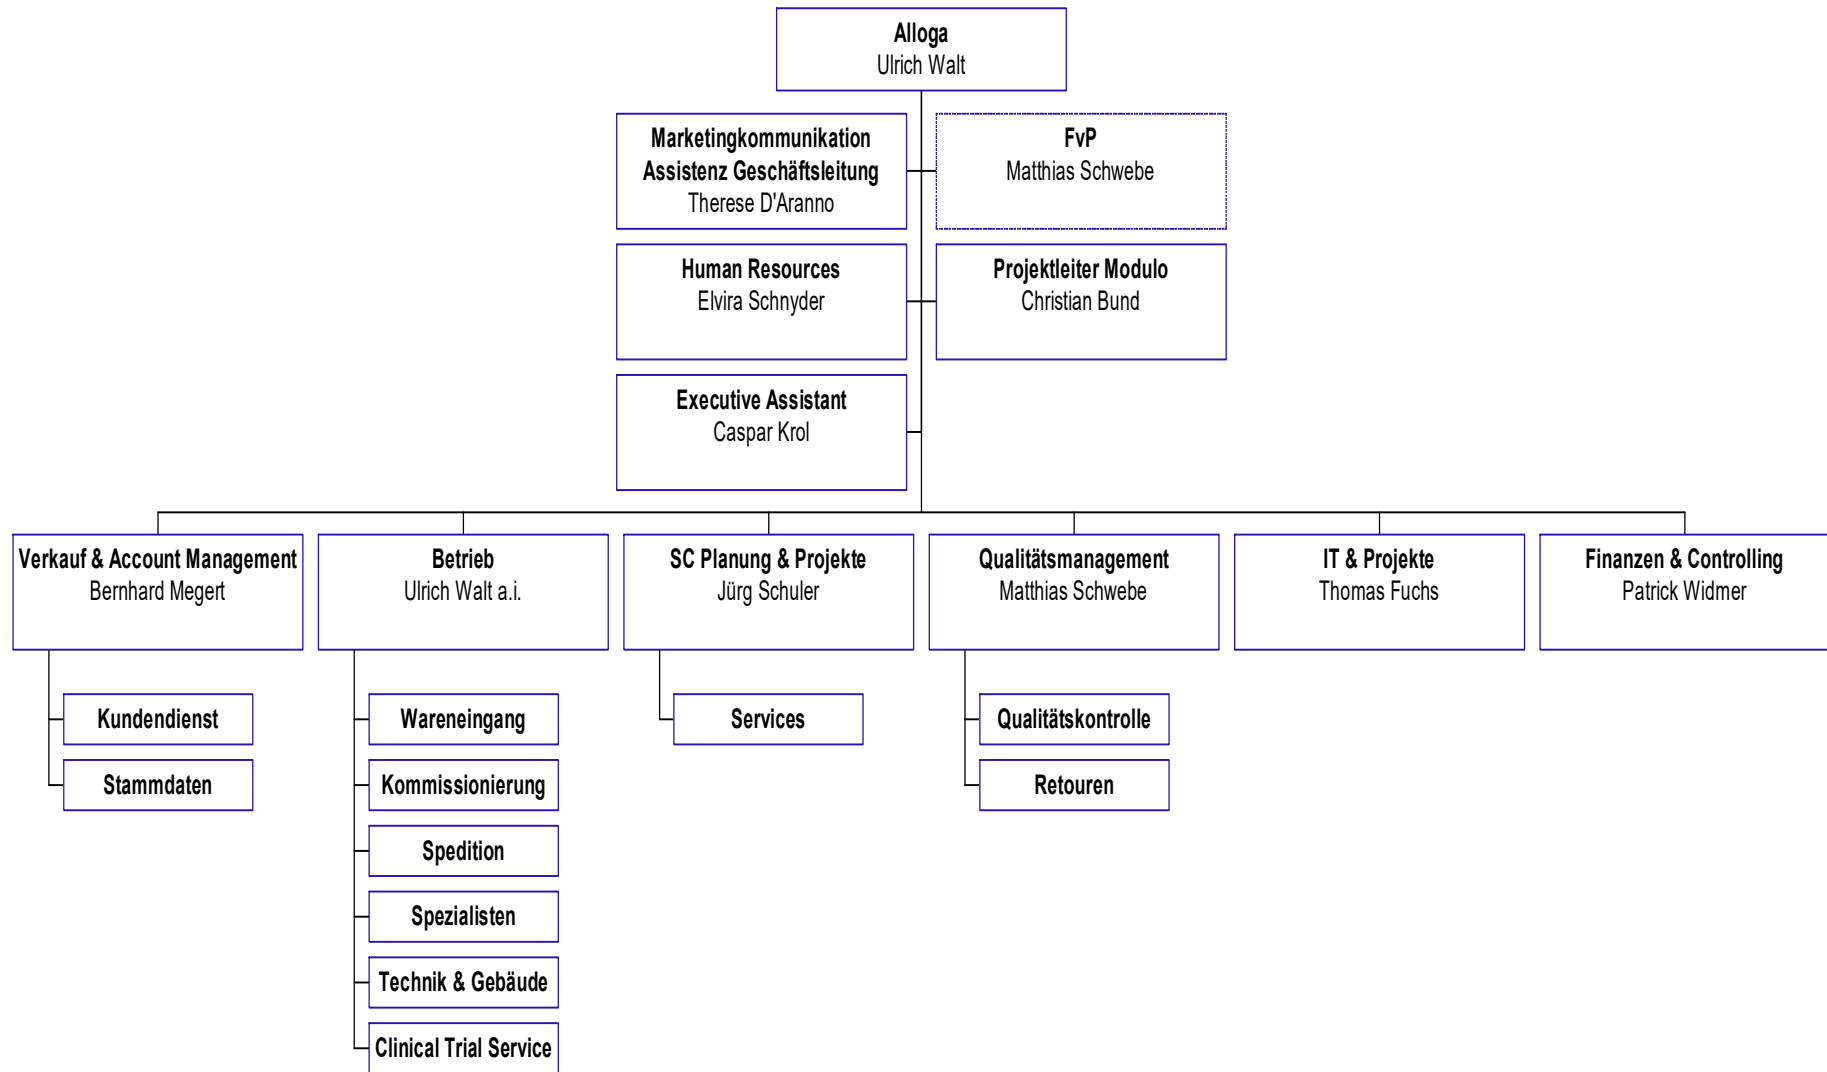 Alloga
Ulrich Walt
Marketingkommunikation
Assistenz Geschäftsleitung
Therese D'Aranno
FvP
Matthias Schwebe
Human Resources
Elvira Schnyder
Projektleiter Modulo
Christian Bund
Executive Assistant
Caspar Krol
Verkauf & Account Management
Bernhard Megert
Betrieb
Ulrich Walt a.i.
SC Planung & Projekte
Jürg Schuler
Qualitätsmanagement
Matthias Schwebe
IT & Projekte
Thomas Fuchs
Finanzen & Controlling
Patrick Widmer
Kundendienst
Stammdaten
Wareneingang
Kommissionierung
Spedition
Spezialisten
Technik & Gebäude
Clinical Trial Service
Services
Qualitätskontrolle
Retouren